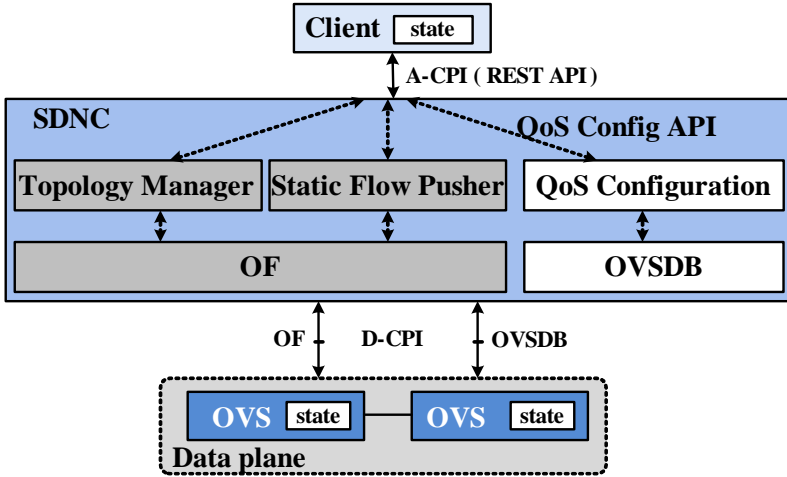 Client state
A-CPI ( REST API )
SDNC
QoS Config API
Topology Manager
Static Flow Pusher
QoS Configuration
OF
OVSDB
OF D-CPI OVSDB
OVS state
OVS state
Data plane